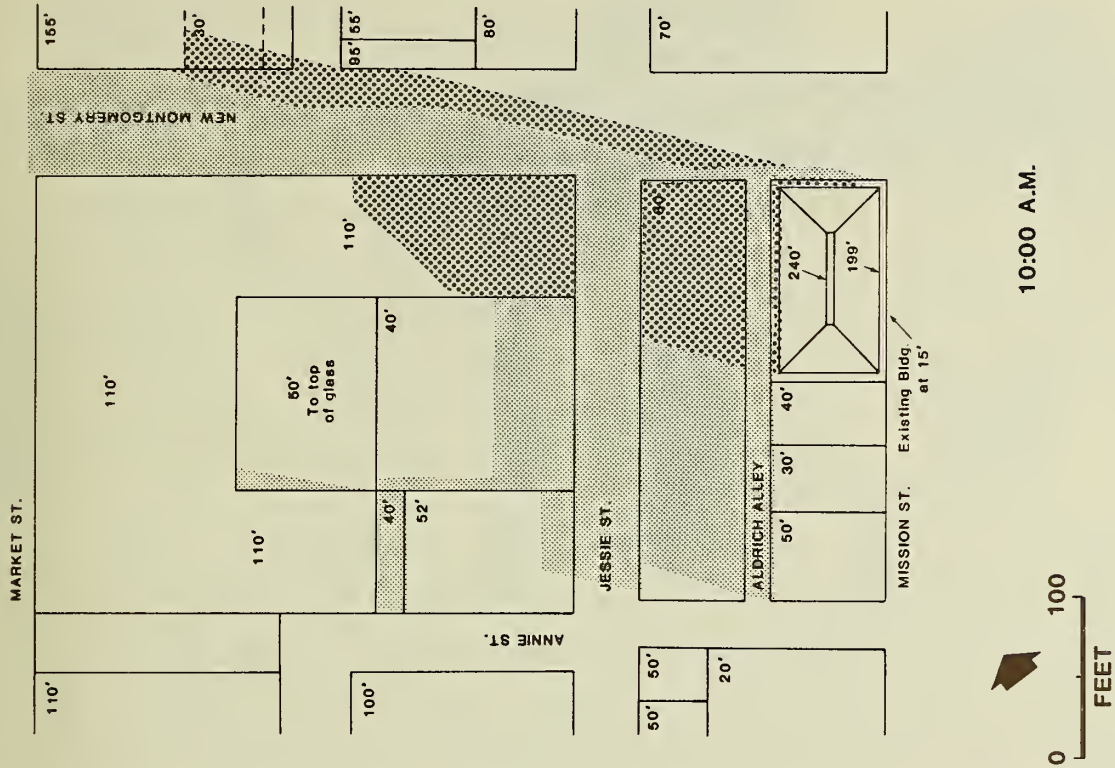 MARKET ST.
155'
110'
NEW MONTGOMERY ST.
30'
110'
95'
55'
80'
50'
To top
of glass
110'
110'
40'
40'
52'
110'
100'
ANNIE ST.
JESSIE ST.
70'
50'
50'
20'
ALDRICH ALLEY
50'
30'
40'
240'
199'
MISSION ST.
Existing Bldg.
at 15'
10:00 A.M.
0
100
FEET